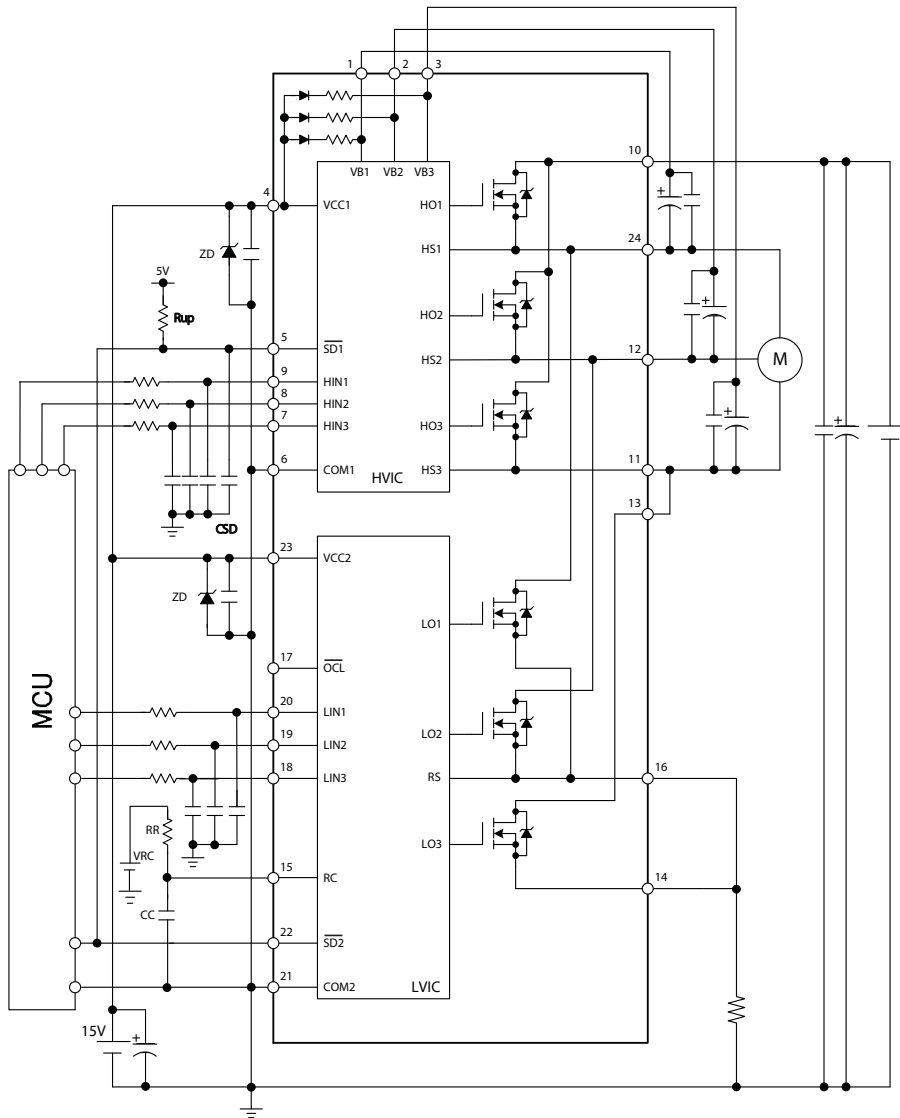 1
2
3
VB1
VB2
VB3
4
VCC1
HO1
10
ZD
HS1
24
5V
Rup
HO2
5
SD1
HS2
12
M
9
HIN1
8
HIN2
7
HIN3
HO3
6
COM1
HS3
11
HVIC
13
CSD
23
VCC2
ZD
LO1
17
OCL
MCU
20
LIN1
19
LIN2
LO2
18
LIN3
RS
16
RR
VRC
LO3
15
RC
14
CC
22
SD2
21
COM2
LVIC
15V